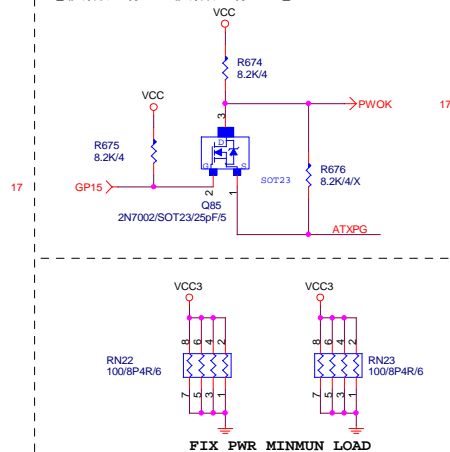 VCC
R674
8.2K/4
VCC
PWOK
17
3
D
R675
8.2K/4
R676
8.2K/4/X
G
S
SOT23
17
GP15
2
1
Q85
2N7002/SOT23/25pF/5
ATXPG
VCC3
VCC3
8
6
4
2
8
6
4
2
RN22
100/8P4R/6
RN23
100/8P4R/6
7
5
3
1
7
5
3
1
FIX PWR MINMUN LOAD